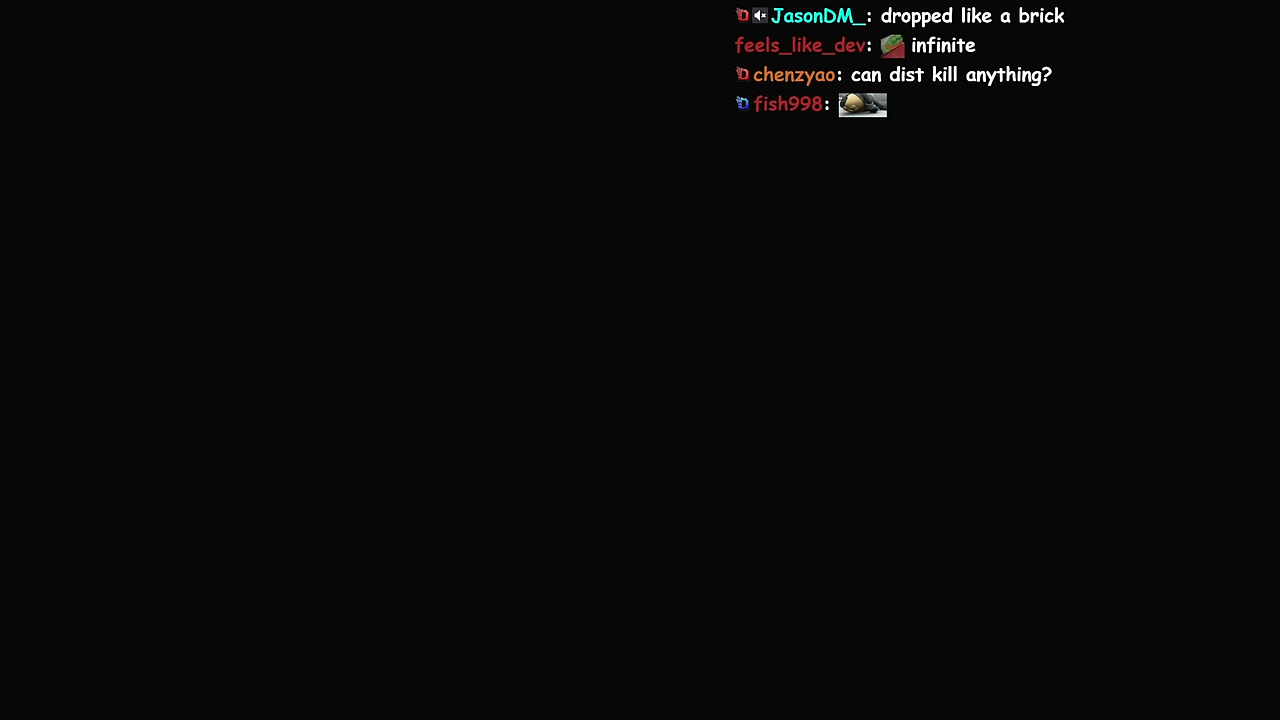 JasonDM_: dropped like a brick
feels_like_dev: infinite
chenzyao: can dist kill anything?
fish998: